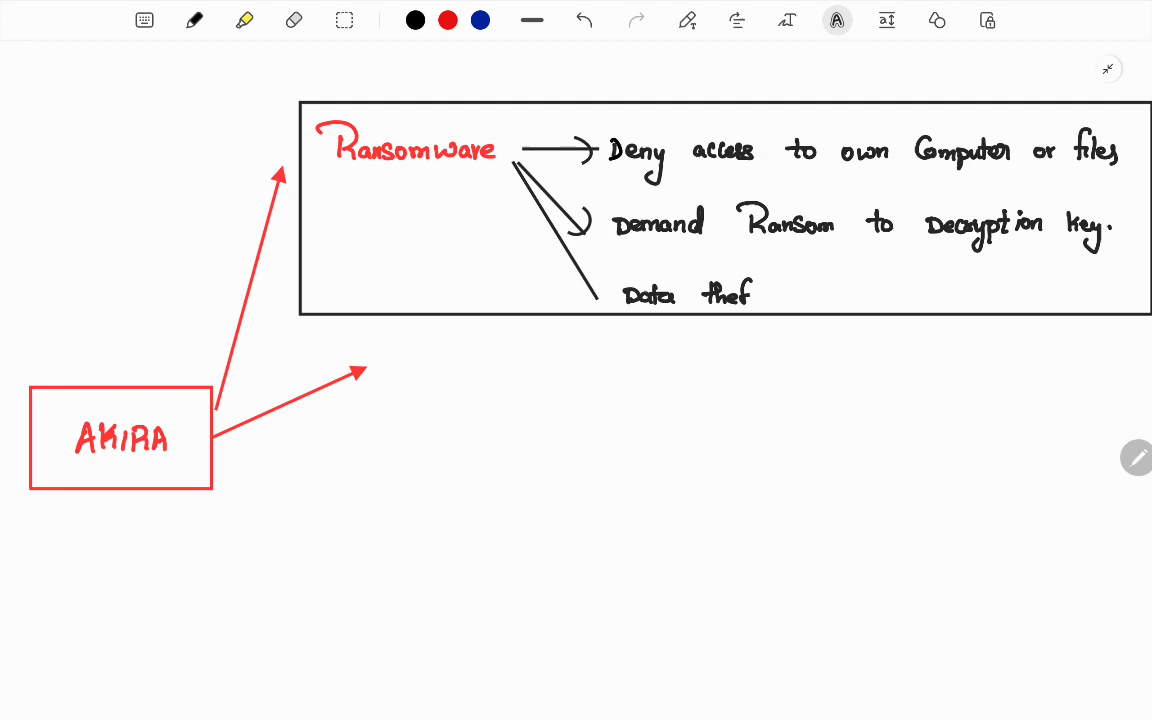 Ransomware Deny access to own Computer or files
Demand Ransom to Decryption key.
Data thef
AKIRA